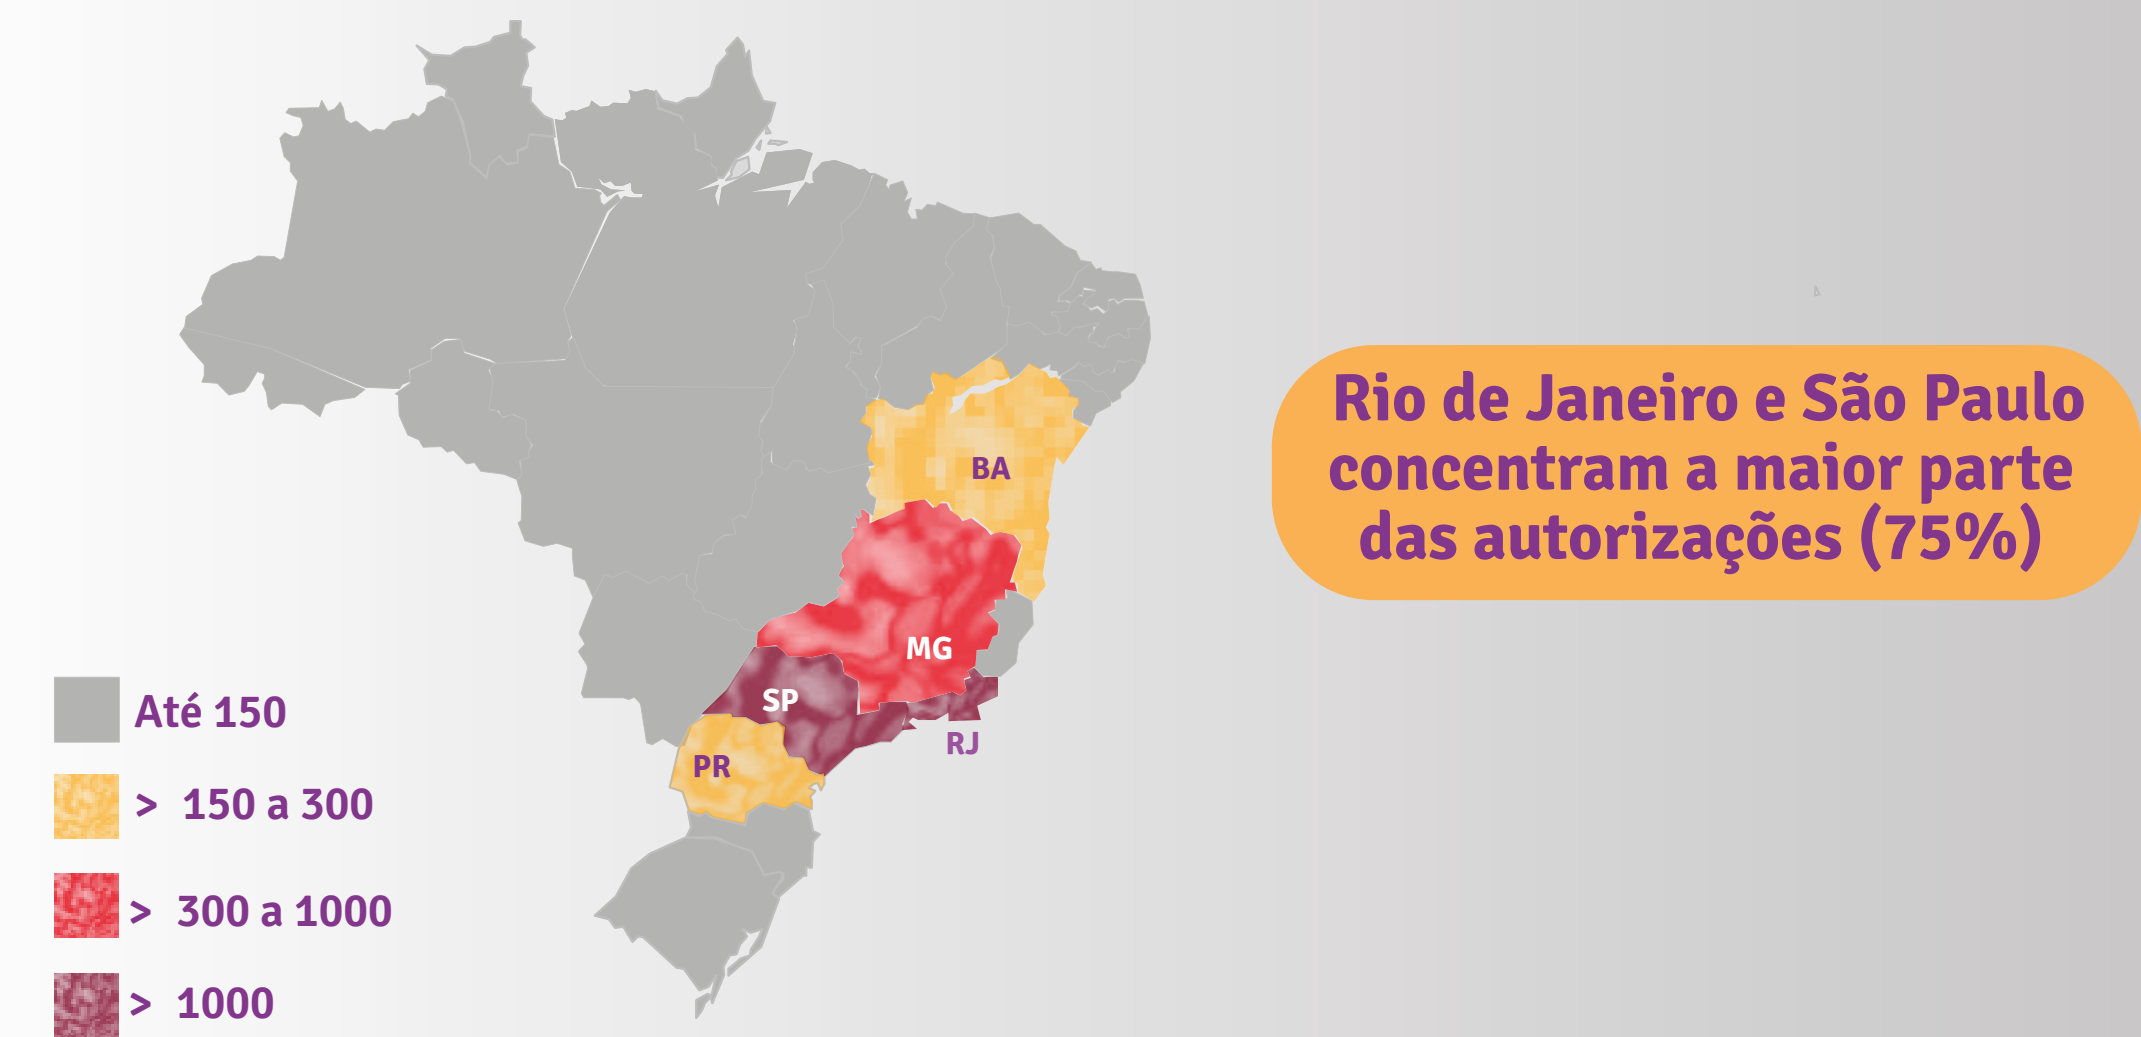 BA
MG
SP
RJ
PR
Rio de Janeiro e São Paulo
concentram a maior parte
das autorizações (75%)
Até 150
> 150 a 300
> 300 a 1000
> 1000